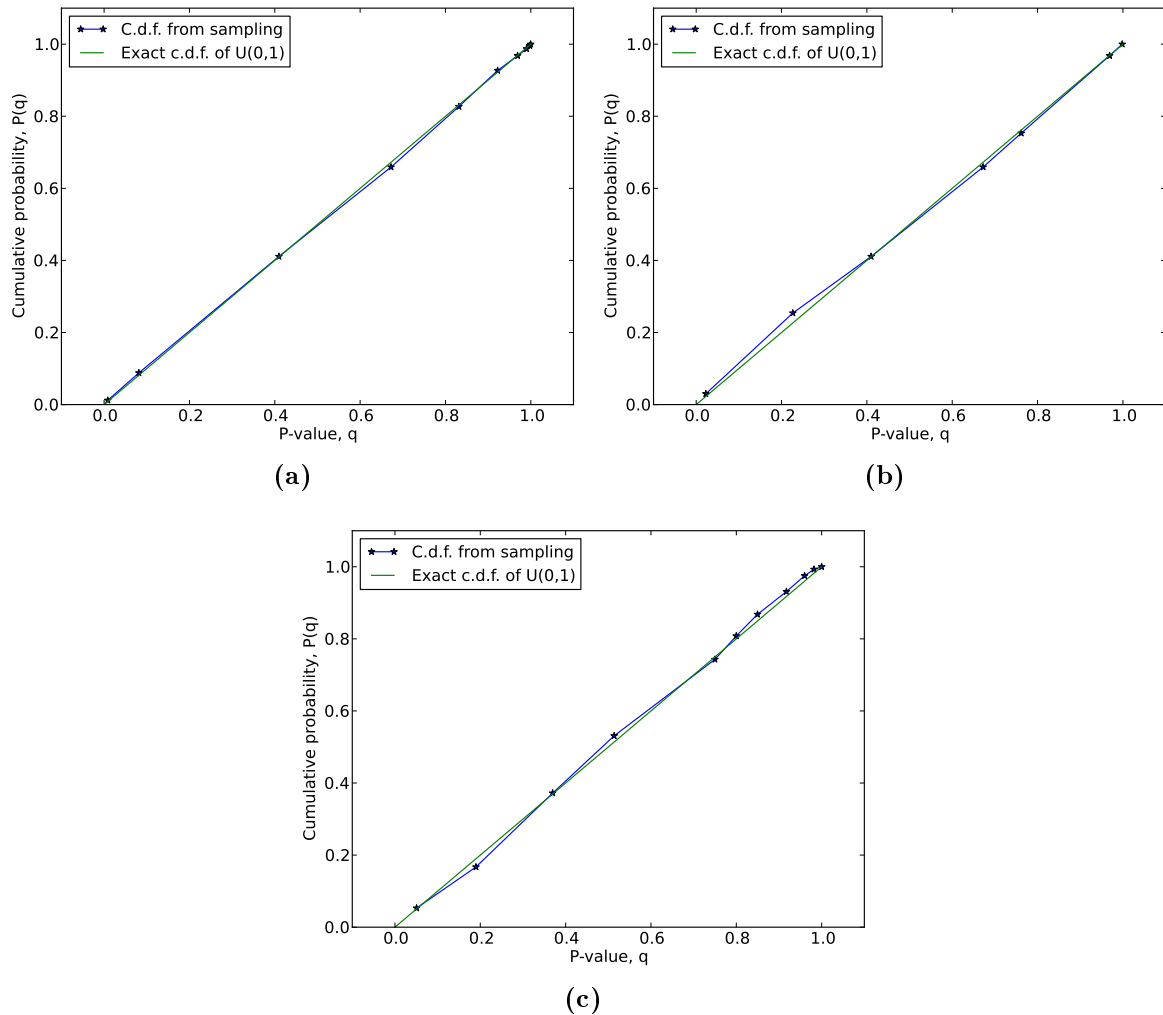 C.d.f. from sampling
Exact c.d.f. of U(0,1)
Cumulative probability, P(q)
1.0
0.8
0.6
0.4
0.2
0.0
0.0 0.2 0.4 0.6 0.8 1.0
P-value, q
(a)
C.d.f. from sampling
Exact c.d.f. of U(0,1)
Cumulative probability, P(q)
1.0
0.8
0.6
0.4
0.2
0.0
0.0 0.2 0.4 0.6 0.8 1.0
P-value, q
(b)
C.d.f. from sampling
Exact c.d.f. of U(0,1)
Cumulative probability, P(q)
1.0
0.8
0.6
0.4
0.2
0.0
0.0 0.2 0.4 0.6 0.8 1.0
P-value, q
(c)